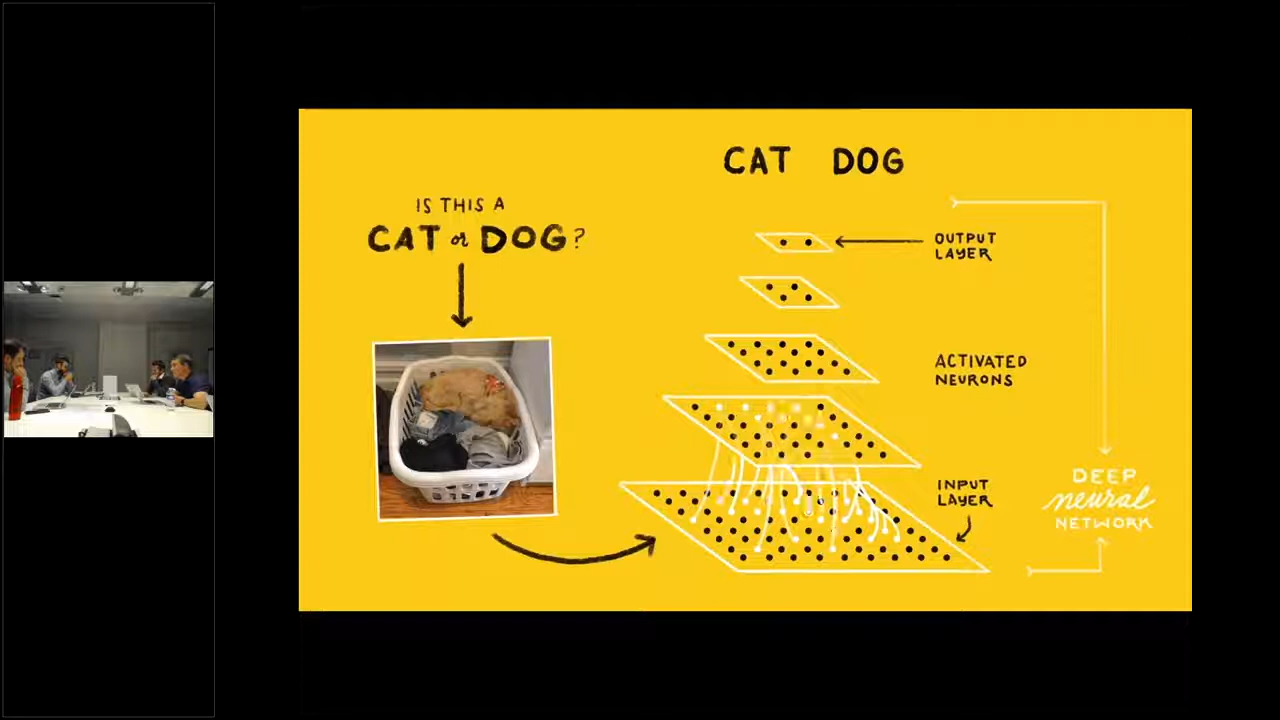 IS THIS A
CAT or DOG?
CAT DOG
OUTPUT
LAYER
ACTIVATED
NEURONS
INPUT
LAYER
DEEP
neural
NETWORK